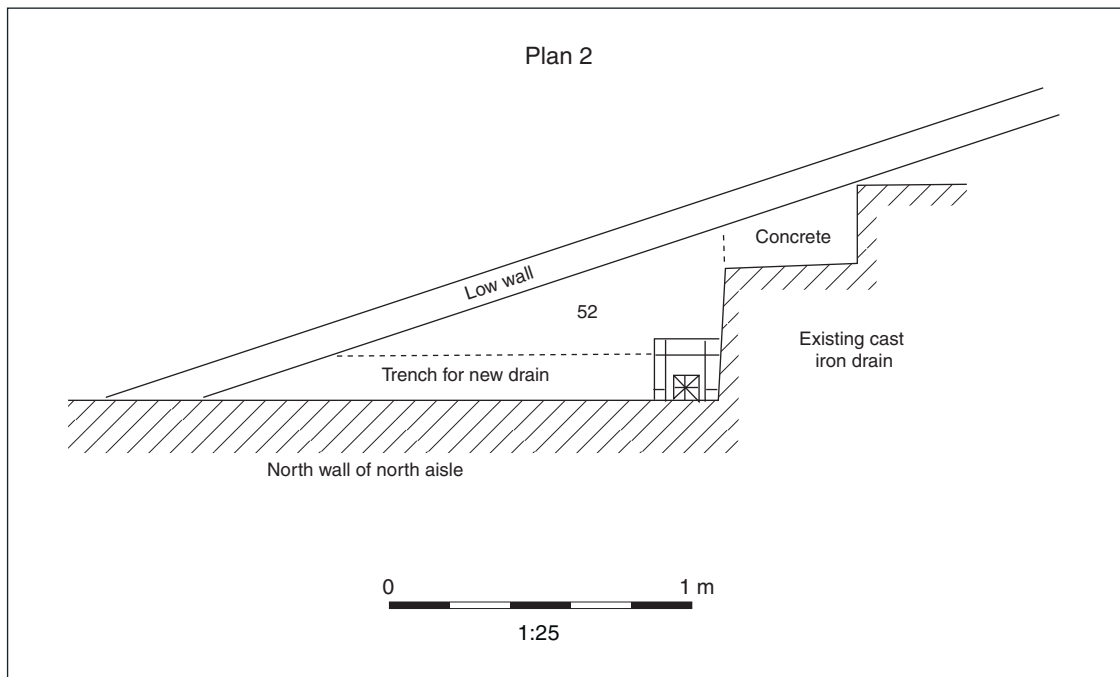 Plan 2
Concrete
Low wall
52
Existing cast
iron drain
Trench for new drain
North wall of north aisle
0 1 m
1:25